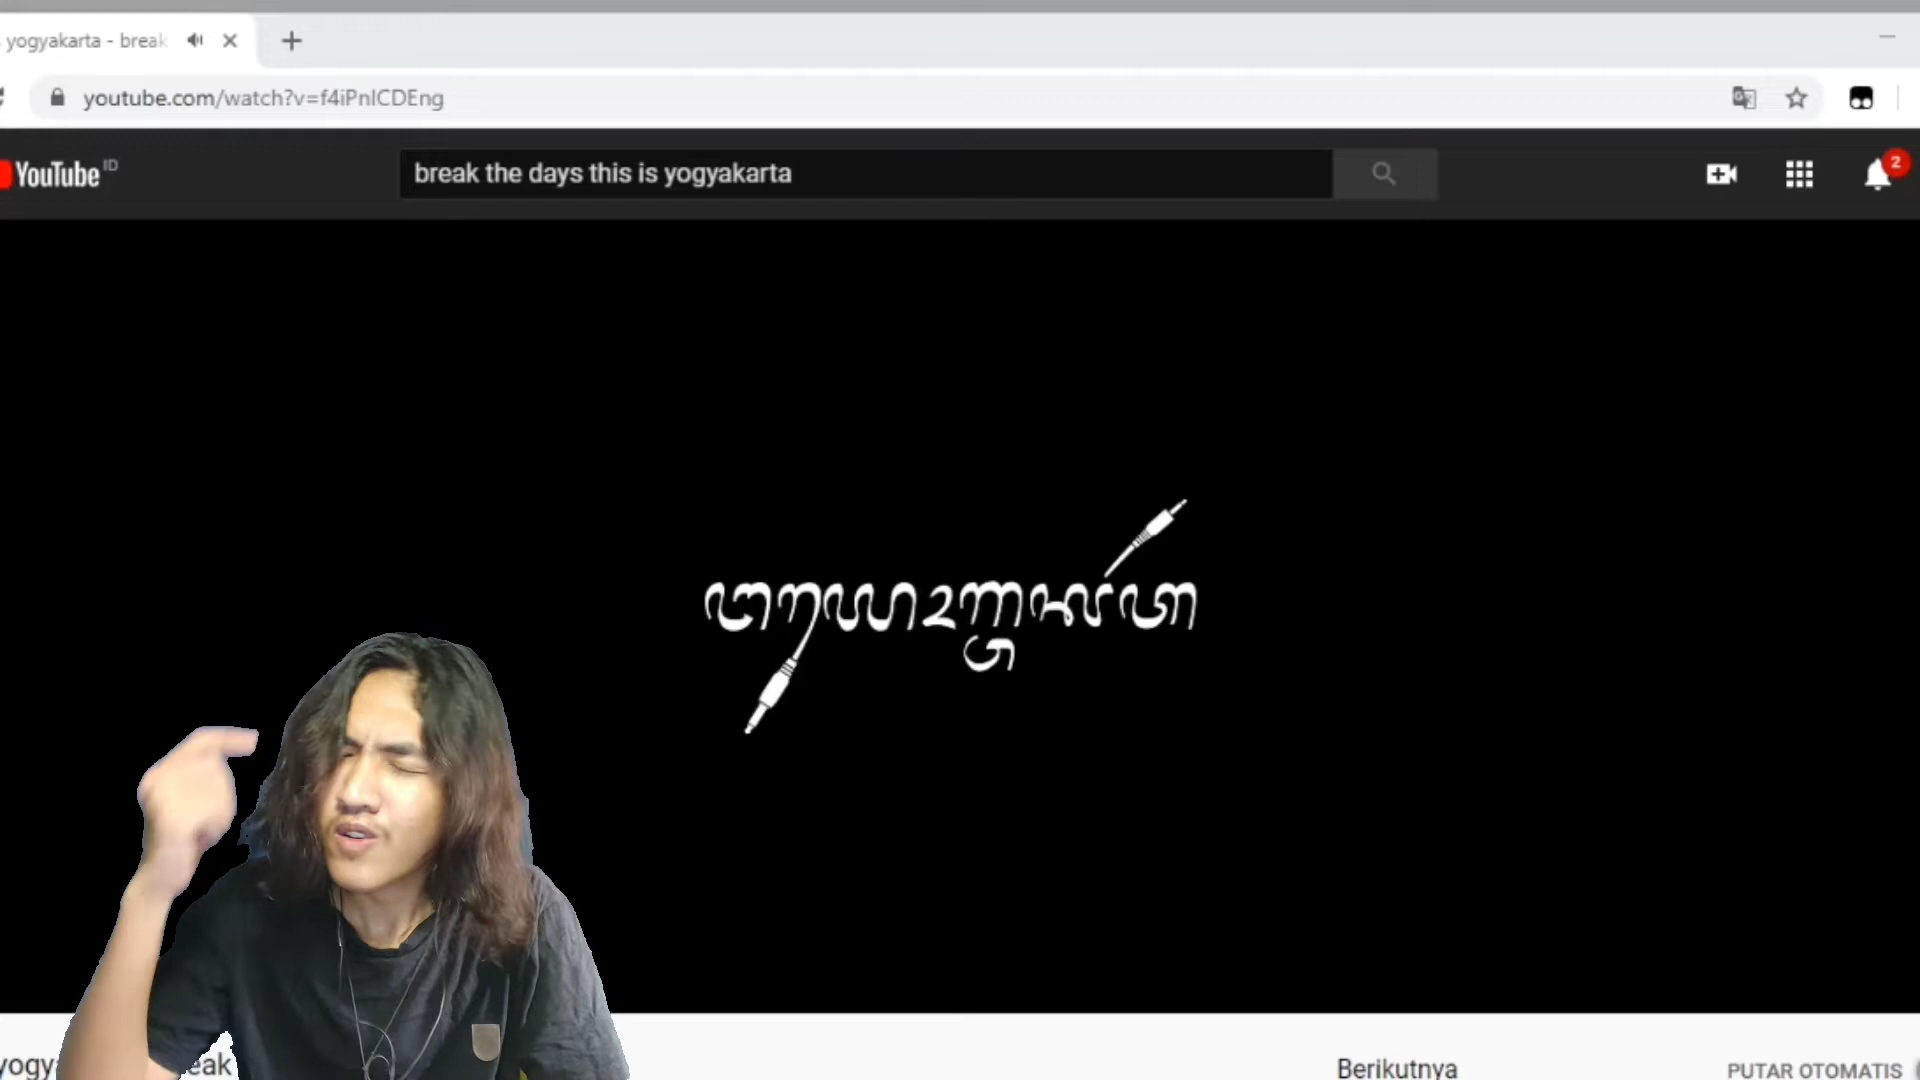 yogyakarta - break
youtube.com/watch?v=f4iPnlCDEng
YouTube ID
break the days this is yogyakarta
2
Berikutnya
PUTAR OTOMATIS